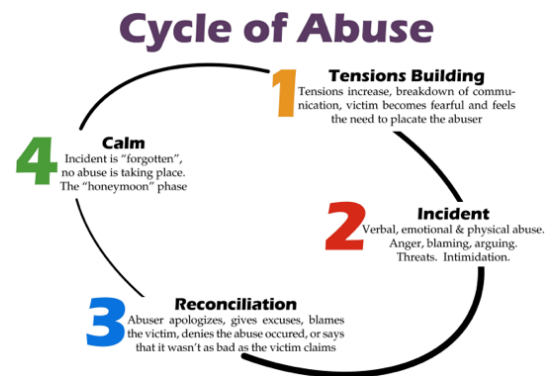 Cycle of Abuse
1
Tensions Building
Tensions increase, breakdown of commu-
nication, victim becomes fearful and feels
the need to placate the abuser
2
Incident
Verbal, emotional & physical abuse.
Anger, blaming, arguing.
Threats. Intimidation.
3
Reconciliation
Abuser apologizes, gives excuses, blames
the victim, denies the abuse occured, or says
that it wasn't as bad as the victim claims
4
Calm
Incident is "forgotten",
no abuse is taking place.
The "honeymoon" phase